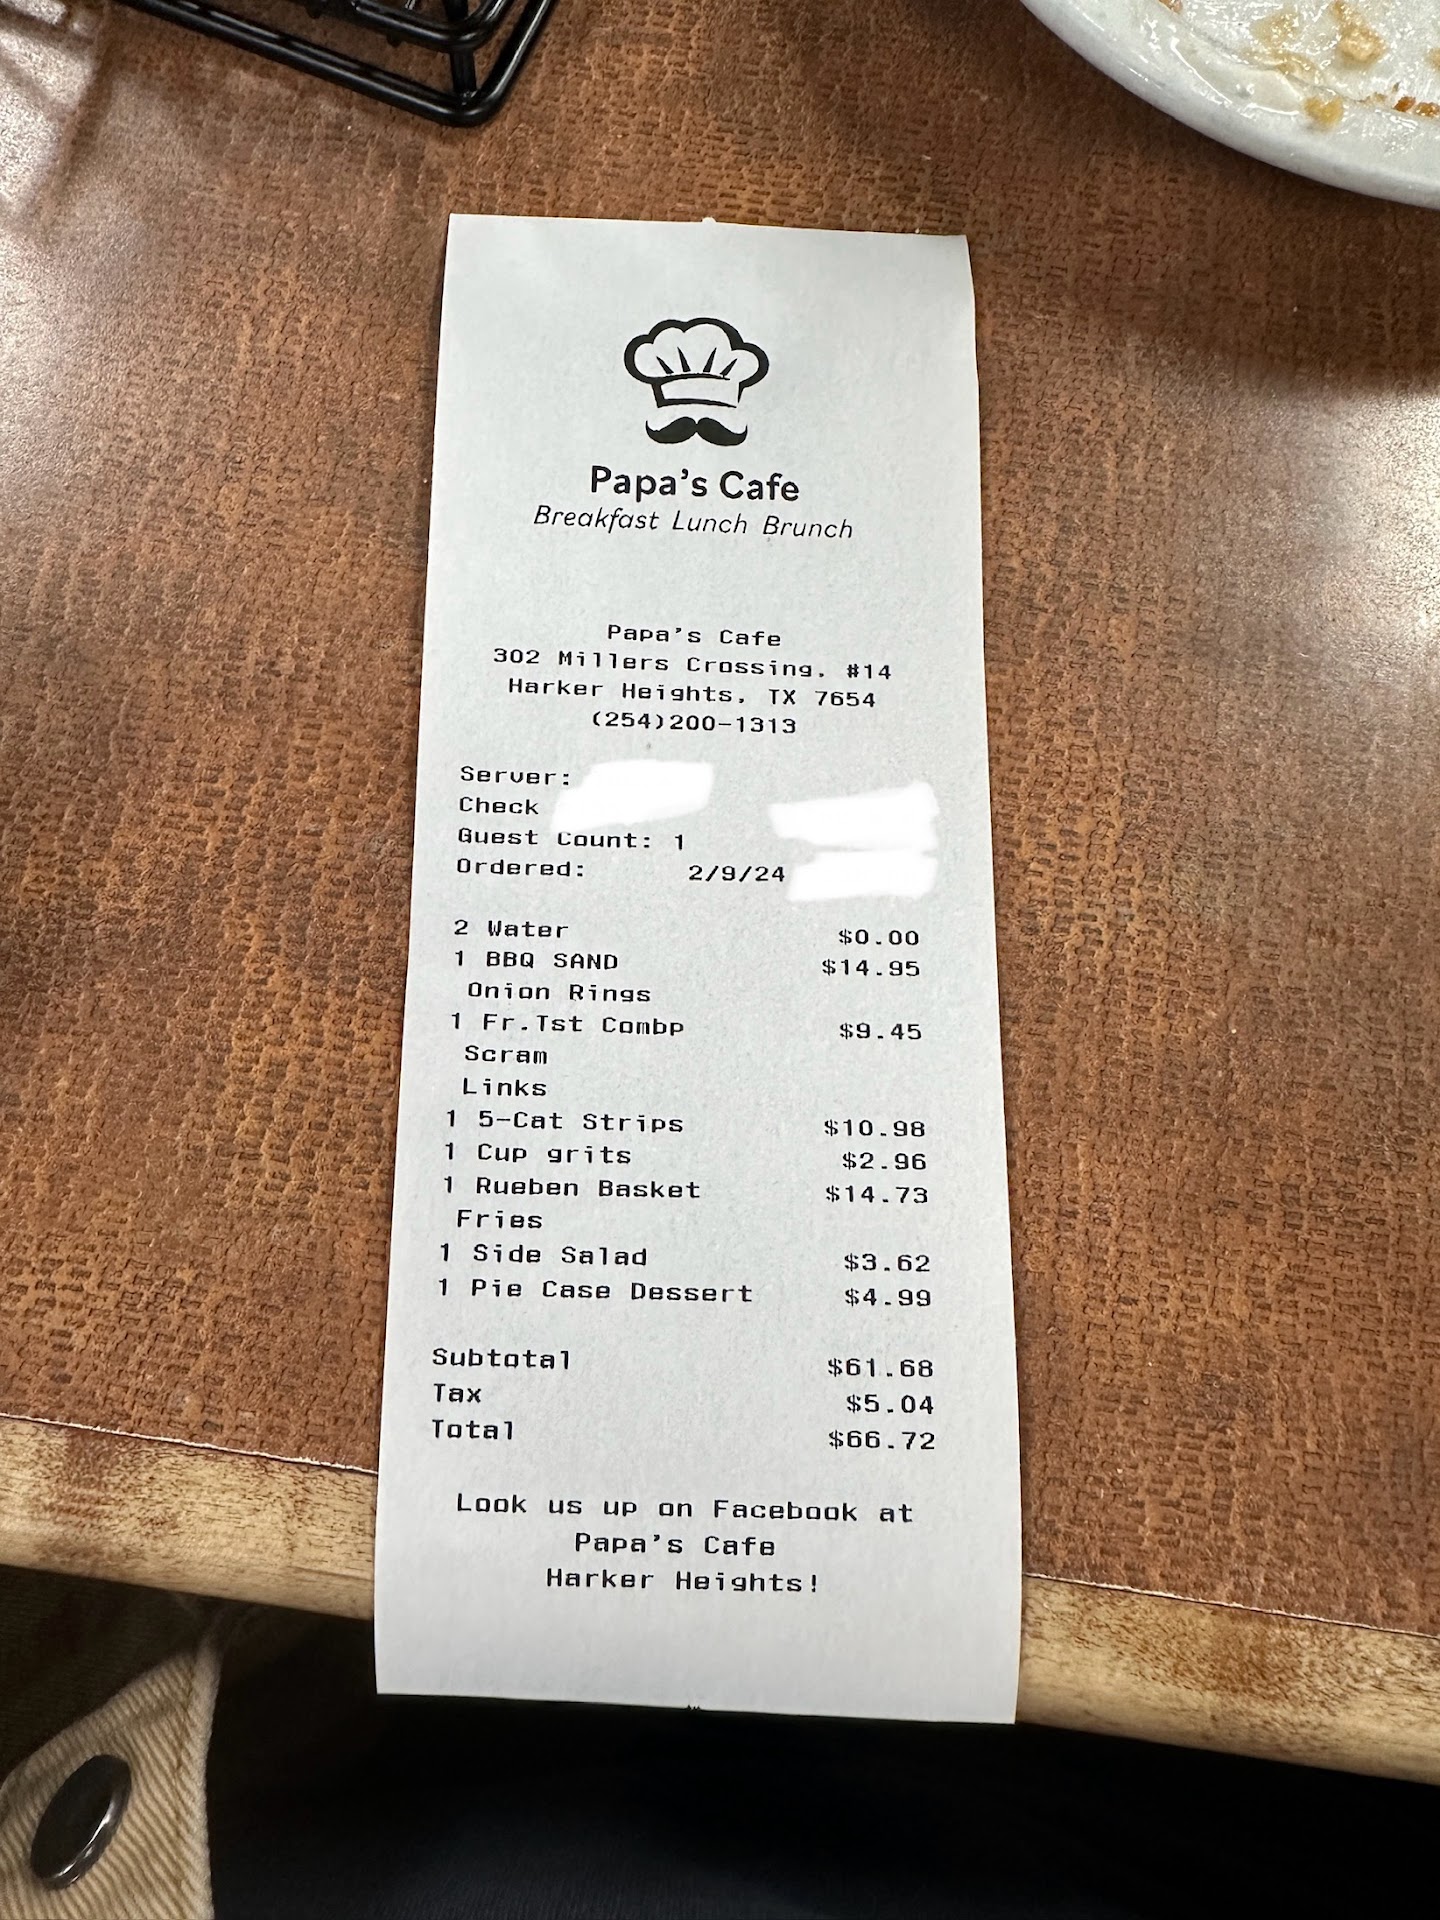 Papa's Cafe
Breakfast Lunch Brunch
Papa's Cafe
302 Millers Crossing, #14
Harker Heights, TX 7654
(254)200-1313
Server:
Check
Guest Count: 1
Ordered: 2/9/24
2 Water $0.00
1 BBQ SAND $14.95
Onion Rings
1 Fr.Tst Combp $9.45
Scram
Links
1 5-Cat Strips $10.98
1 Cup grits $2.96
1 Rueben Basket $14.73
Fries
1 Side Salad $3.62
1 Pie Case Dessert $4.99
Subtotal $61.68
Tax $5.04
Total $66.72
Look us up on Facebook at
Papa's Cafe
Harker Heights!